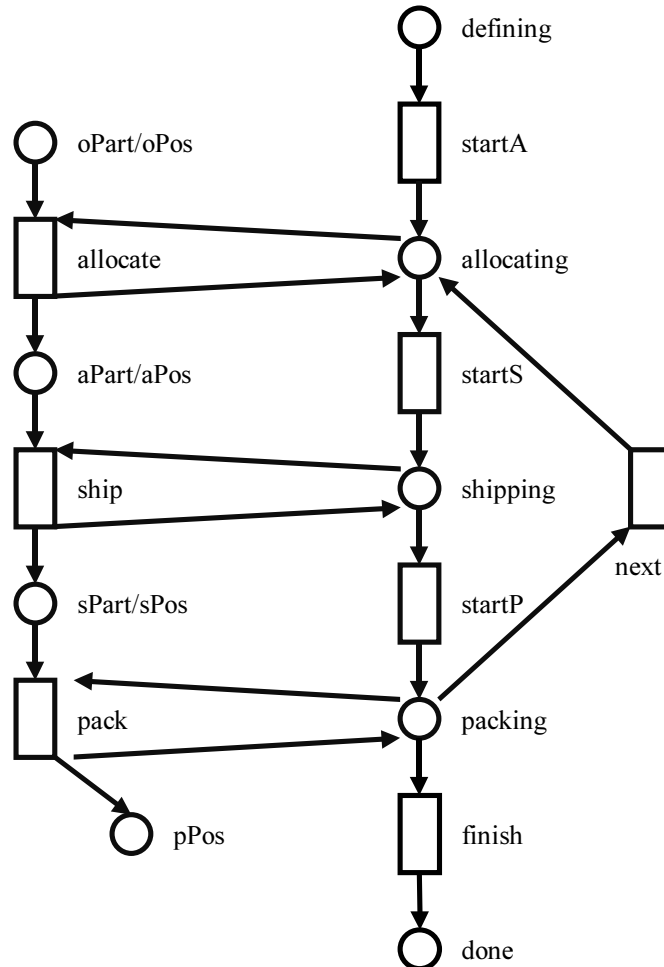 defining
oPart/oPos
startA
allocate
allocating
aPart/aPos
startS
ship
shipping
next
sPart/sPos
startP
pack
packing
pPos
finish
done